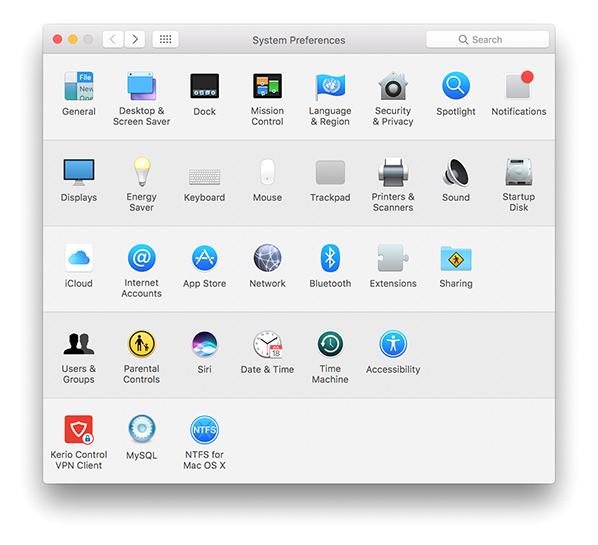 System Preferences
Search
File
New
One
General
Desktop &
Screen Saver
Dock
Mission
Control
Language
& Region
Security
& Privacy
Spotlight
Notifications
Displays
Energy
Saver
Keyboard
Mouse
Trackpad
Printers &
Scanners
Sound
Startup
Disk
iCloud
Internet
Accounts
App Store
Network
Bluetooth
Extensions
Sharing
Users &
Groups
Parental
Controls
Siri
JUL
18
Date & Time
Time
Machine
Accessibility
Kerio Control
VPN Client
MySQL
NTFS
NTFS for
Mac OS X